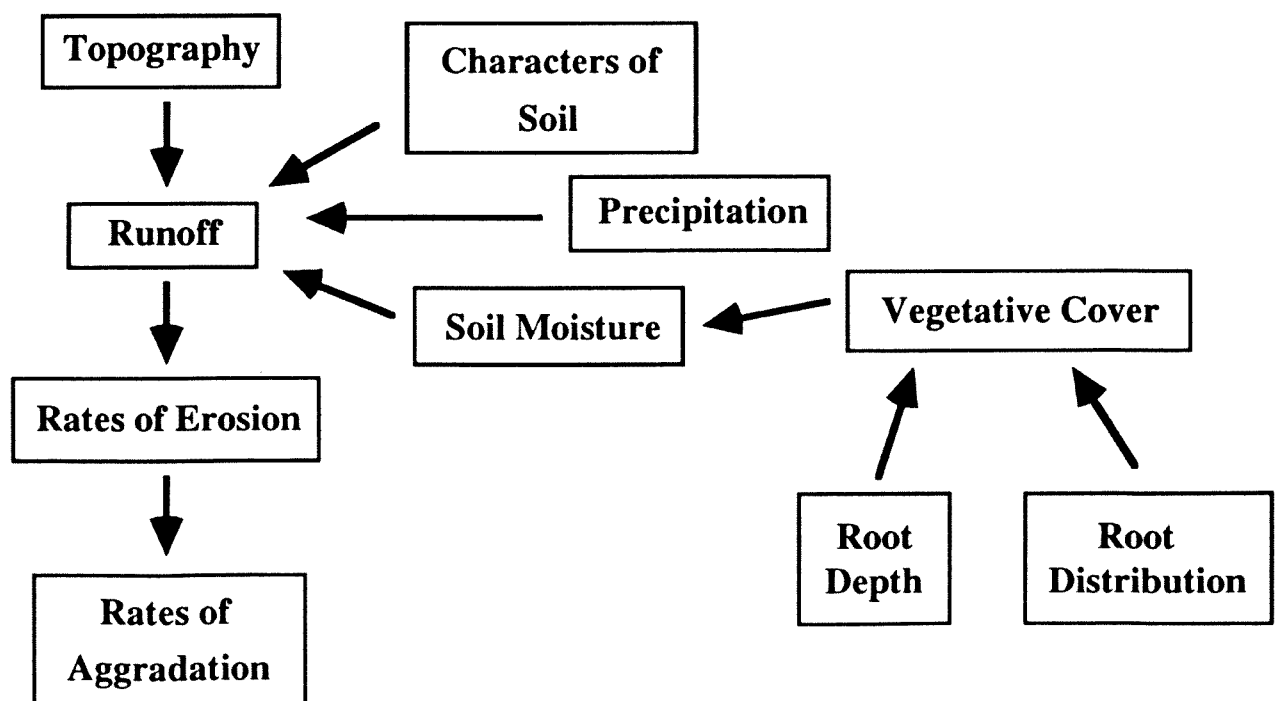 Topography
Characters of
Soil
Precipitation
Runoff
Soil Moisture
Vegetative Cover
Rates of Erosion
Root
Depth
Root
Distribution
Rates of
Aggradation